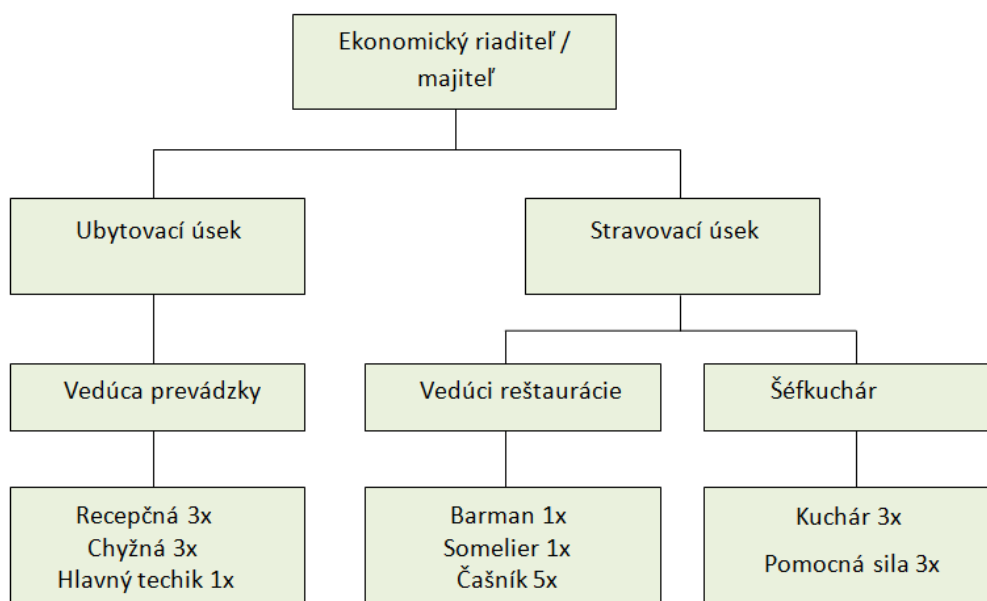 Ekonomický riaditeľ /
majiteľ
Ubytovací úsek
Stravovací úsek
Vedúca prevádzky
Vedúci reštaurácie
Šéfkuchár
Recepčná 3x
Chyžná 3x
Hlavný techik 1x
Barman 1x
Somelier 1x
Čašník 5x
Kuchár 3x
Pomocná sila 3x